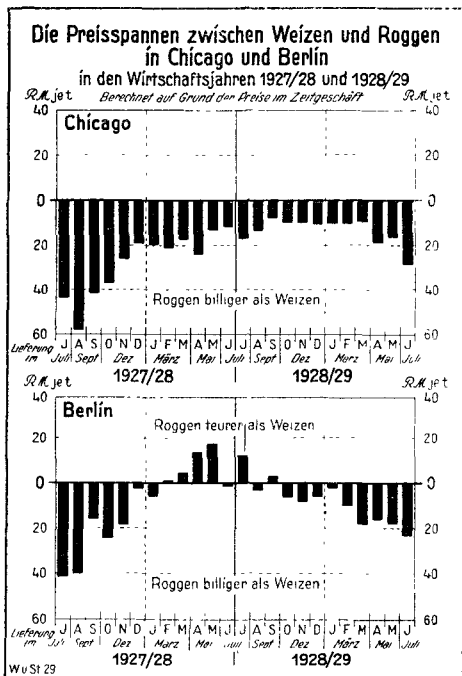 Die Preisspannen zwischen Weizen und Roggen
in Chicago und Berlin
in den Wirtschaftsjahren 1927/28 und 1928/29
RM jet Berechnet auf Grund der Preise im Zeitgeschäft RM jet
40 40
Chicago
20 20
0 0
20 20
40 40
Roggen billiger als Weizen
60 60
J A S O N D J F M A M J J A S O N D J F M A M J
Lieferung im Juli Sept Dez März Mai Juli Sept Dez März Mai Juli
1927/28 1928/29
RM jet RM jet
40 40
Berlin
Roggen teurer als Weizen
20 20
0 0
20 20
40 40
Roggen billiger als Weizen
60 60
J A S O N D J F M A M J J A S O N D J F M A M J
Lieferung im Juli Sept Dez März Mai Juli Sept Dez März Mai Juli
1927/28 1928/29
W u St 29